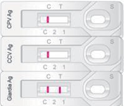 CPV Ag
C T
S
C 2 1
CCV Ag
C T
S
C 2 1
Giardia Ag
C T
S
C 2 1